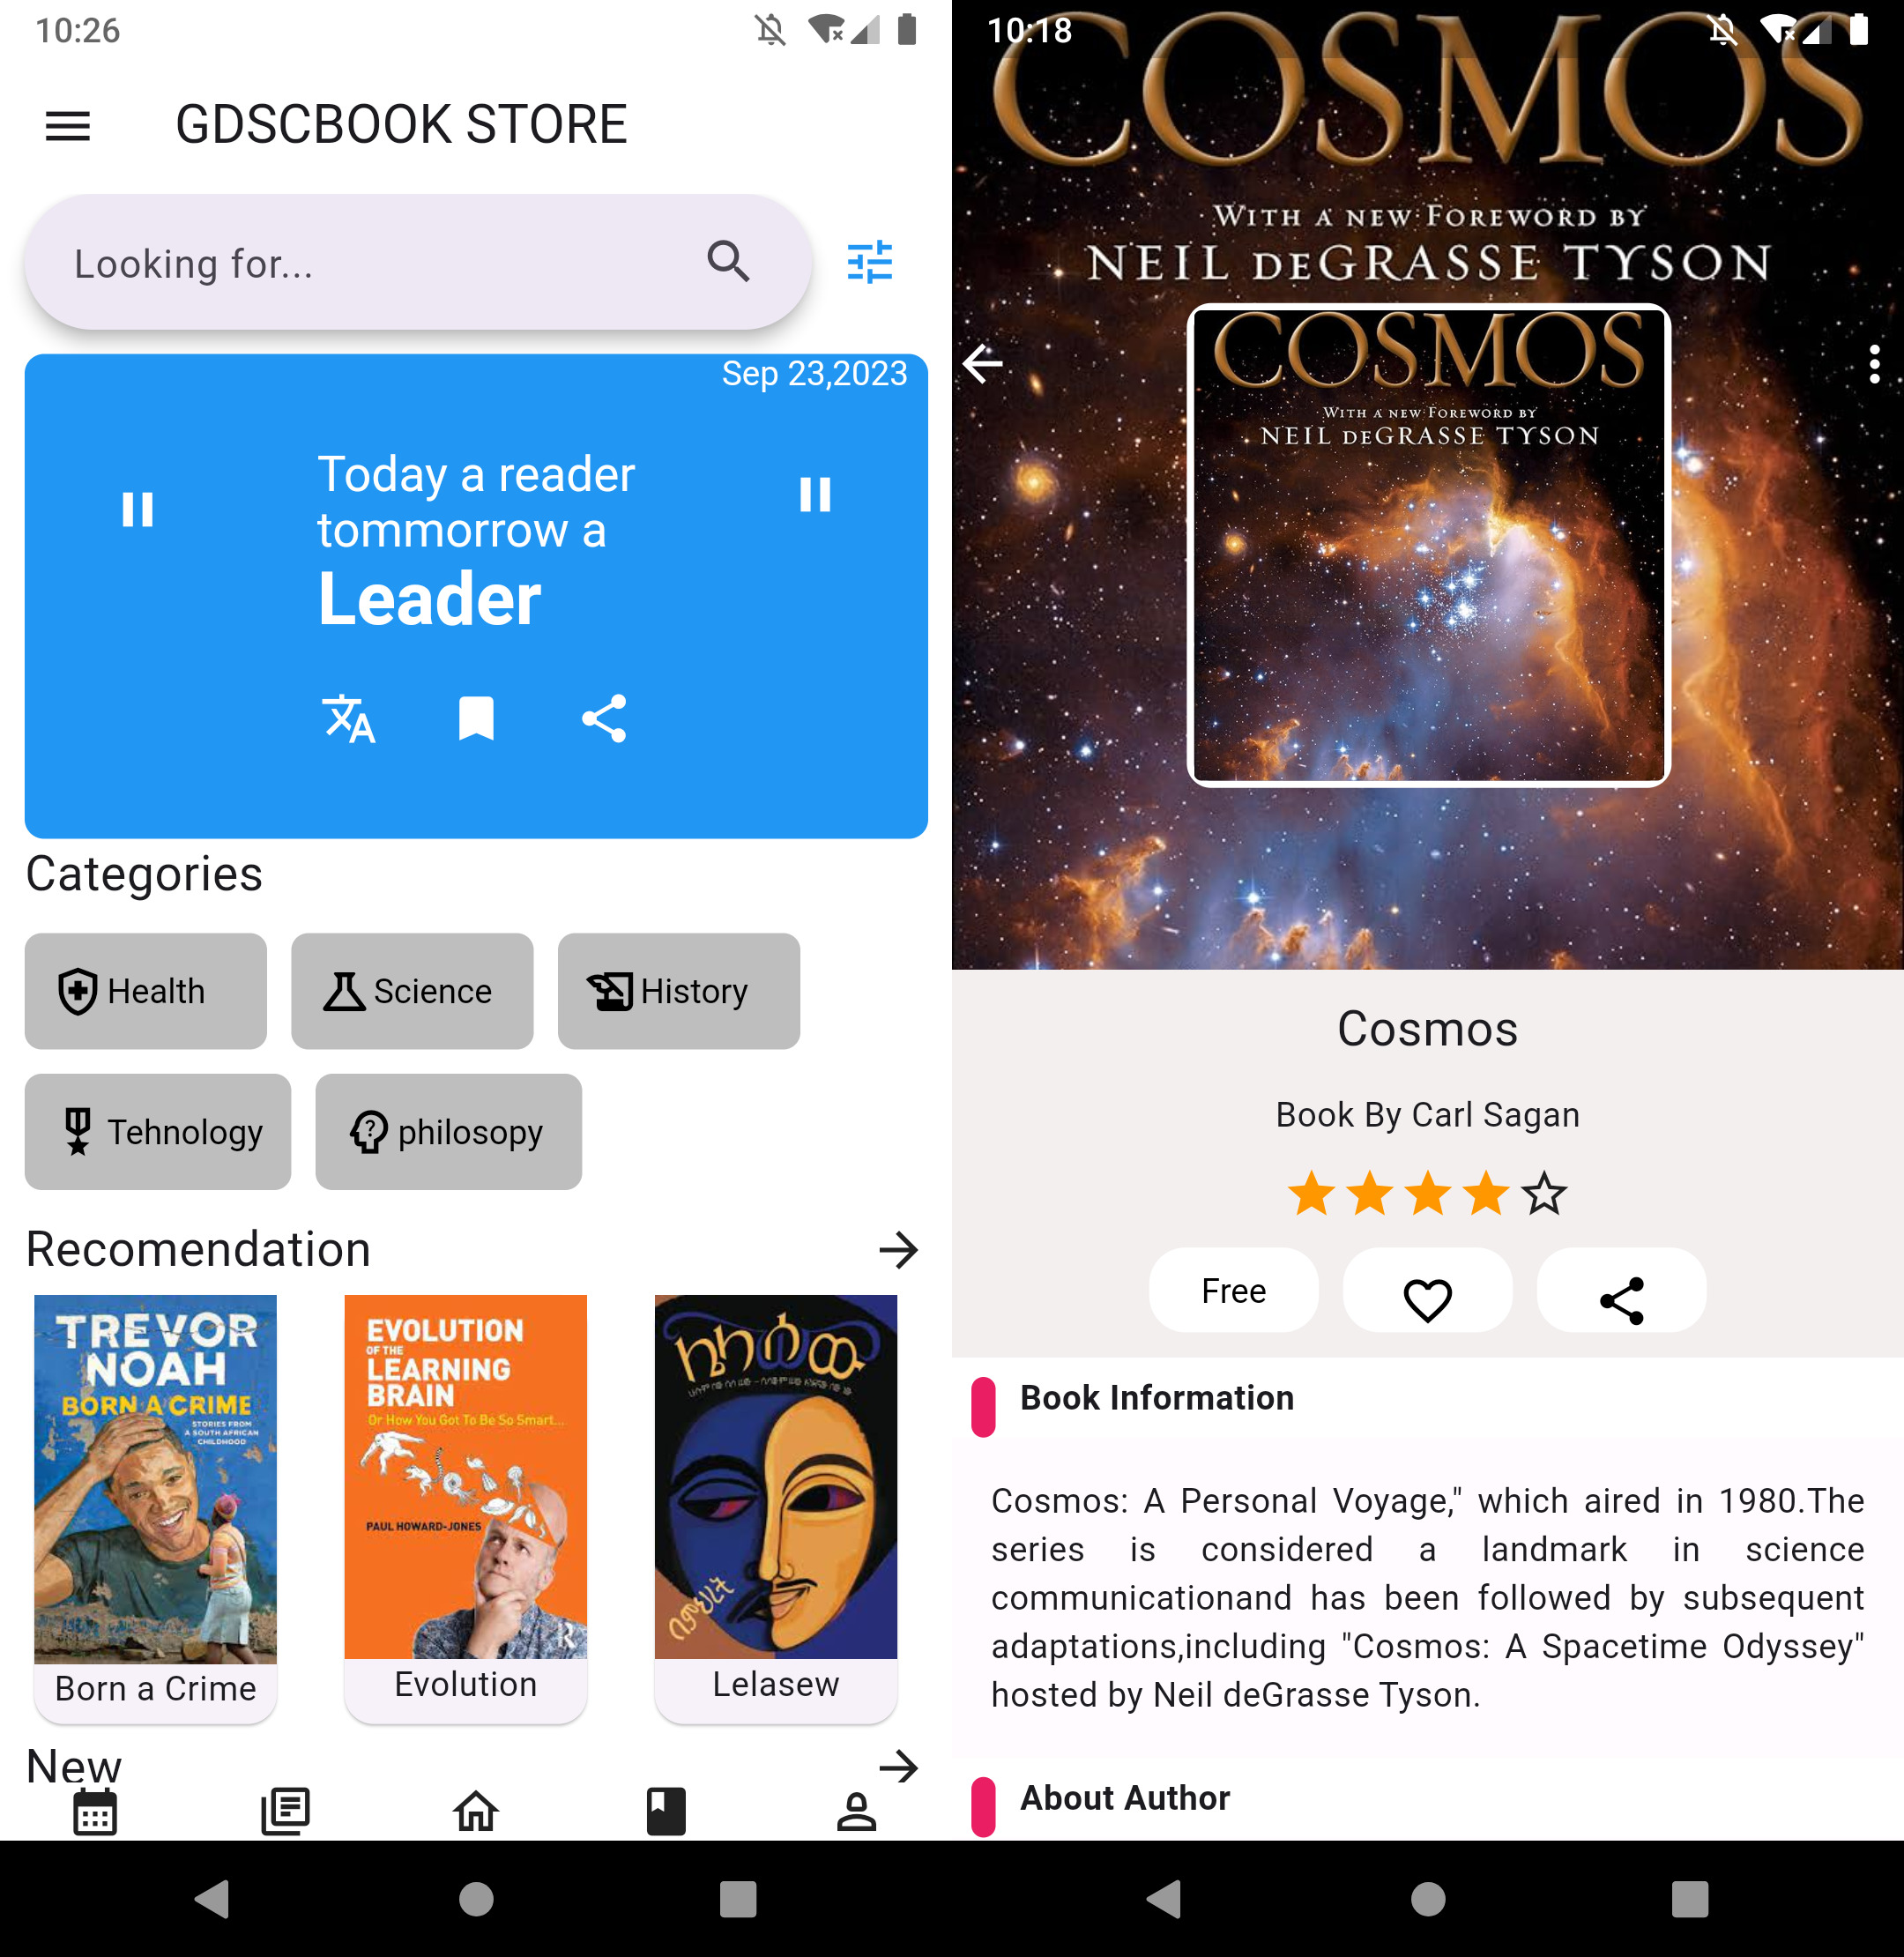 10:26
GDSCBOOK STORE
Looking for...
Sep 23,2023
Today a reader
tommorrow a
Leader
Categories
Health
Science
History
Tehnology
philosopy
Recomendation
TREVOR
NOAH
BORN A CRIME
STORIES FROM
A SOUTH AFRICAN
CHILDHOOD
Born a Crime
EVOLUTION
OF THE
LEARNING
BRAIN
Or How You Got To Be So Smart...
PAUL HOWARD-JONES
R
Evolution
ለላሰው
በምህረት
Lelasew
New
10:18
COSMOS
WITH A NEW FOREWORD BY
NEIL DEGRASSE TYSON
COSMOS
WITH A NEW FOREWORD BY
NEIL DEGRASSE TYSON
Cosmos
Book By Carl Sagan
Free
Book Information
Cosmos: A Personal Voyage," which aired in 1980.The
series is considered a landmark in science
communicationand has been followed by subsequent
adaptations,including "Cosmos: A Spacetime Odyssey"
hosted by Neil deGrasse Tyson.
About Author